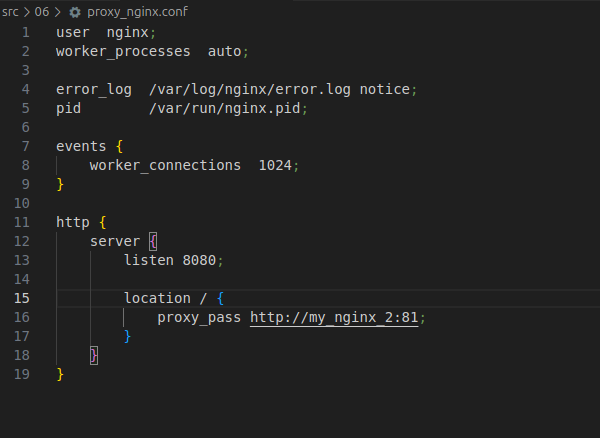 src > 06 > proxy_nginx.conf
1 user  nginx;
2 worker_processes  auto;
3
4 error_log  /var/log/nginx/error.log notice;
5 pid        /var/run/nginx.pid;
6
7 events {
8     worker_connections  1024;
9 }
10
11 http {
12     server {
13         listen 8080;
14
15         location / {
16             proxy_pass http://my_nginx_2:81;
17         }
18     }
19 }